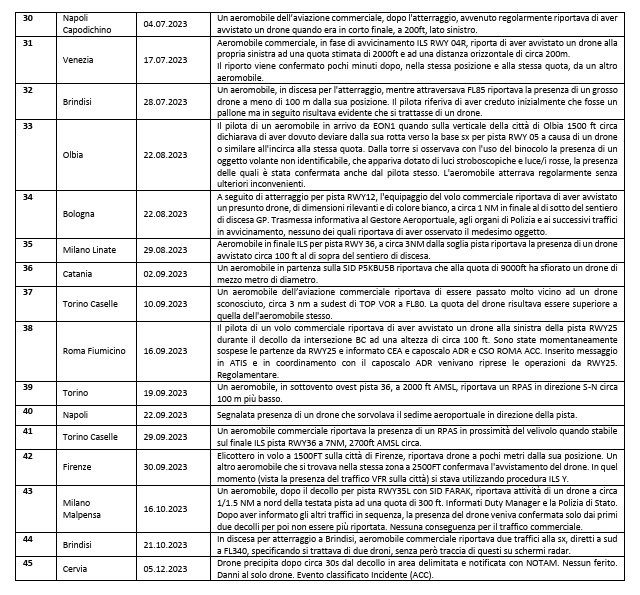 30 Napoli Capodichino 04.07.2023 Un aeromobile dell'aviazione commerciale, dopo l'atterraggio, avvenuto regolarmente riportava di aver
avvistato un drone quando era in corto finale, a 200ft, lato sinistro.
31 Venezia 17.07.2023 Aeromobile commerciale, in fase di avvicinamento ILS RWY 04R, riporta di aver avvistato un drone alla
propria sinistra ad una quota stimata di 2000ft e ad una distanza orizzontale di circa 200m.
Il riporto viene confermato pochi minuti dopo, nella stessa posizione e alla stessa quota, da un altro
aeromobile.
32 Brindisi 28.07.2023 Un aeromobile, in discesa per l'atterraggio, mentre attraversava FL85 riportava la presenza di un grosso
drone a meno di 100 m dalla sua posizione. Il pilota riferiva di aver creduto inizialmente che fosse un
pallone ma in seguito risultava evidente che si trattasse di un drone.
33 Olbia 22.08.2023 Il pilota di un aeromobile in arrivo da EON1 quando sulla verticale della città di Olbia 1500 ft circa
dichiarava di aver dovuto deviare dalla sua rotta verso la base sx per pista RWY 05 a causa di un drone
o similare all'incirca alla stessa quota. Dalla torre si osservava con l'uso del binocolo la presenza di un
oggetto volante non identificabile, che appariva dotato di luci stroboscopiche e luce/i rosse, la presenza
delle quali è stata confermata anche dal pilota stesso. L'aeromobile atterrava regolarmente senza
ulteriori inconvenienti.
34 Bologna 22.08.2023 A seguito di atterraggio per pista RWY12, l'equipaggio del volo commerciale riportava di aver avvistato
un presunto drone, di dimensioni rilevanti e di colore bianco, a circa 1 NM in finale al di sotto del sentiero
di discesa GP. Trasmessa informativa al Gestore Aeroportuale, agli organi di Polizia e ai successivi traffici
in avvicinamento, nessuno dei quali riportava di aver osservato il medesimo oggetto.
35 Milano Linate 29.08.2023 Aeromobile in finale ILS per pista RWY 36, a circa 3NM dalla soglia pista riportava la presenza di un drone
avvistato circa 100 ft al di sopra del sentiero di discesa.
36 Catania 02.09.2023 Un aeromobile in partenza sulla SID P5KBU5B riportava che alla quota di 9000ft ha sfiorato un drone di
mezzo metro di diametro.
37 Torino Caselle 10.09.2023 Un aeromobile dell'aviazione commerciale riportava di essere passato molto vicino ad un drone
sconosciuto, circa 3 nm a sudest di TOP VOR a FL80. La quota del drone risultava essere superiore a
quella dell'aeromobile stesso.
38 Roma Fiumicino 16.09.2023 Il pilota di un volo commerciale riportava di aver avvistato un drone alla sinistra della pista RWY25
durante il decollo da intersezione BC ad una altezza di circa 100 ft. Sono state momentaneamente
sospese le partenze da RWY25 e informato CEA e caposcalo ADR e CSO ROMA ACC. Inserito messaggio
in ATIS e in coordinamento con il caposcalo ADR venivano riprese le operazioni da RWY25.
Regolamentare.
39 Torino 19.09.2023 Un aeromobile, in sottovento ovest pista 36, a 2000 ft AMSL, riportava un RPAS in direzione S-N circa
100 m più basso.
40 Napoli 22.09.2023 Segnalata presenza di un drone che sorvolava il sedime aeroportuale in direzione della pista.
41 Torino Caselle 29.09.2023 Un aeromobile commerciale riportava la presenza di un RPAS in prossimità del velivolo quando stabile
sul finale ILS pista RWY36 a 7NM, 2700ft AMSL circa.
42 Firenze 30.09.2023 Elicottero in volo a 1500FT sulla città di Firenze, riportava drone a pochi metri dalla sua posizione. Un
altro aeromobile che si trovava nella stessa zona a 2500FT confermava l'avvistamento del drone. In quel
momento (vista la presenza del traffico VFR sulla città) si stava utilizzando procedura ILS Y.
43 Milano Malpensa 16.10.2023 Un aeromobile, dopo il decollo per pista RWY35L con SID FARAK, riportava attività di un drone a circa
1/1.5 NM a nord della testata pista ad una quota di 300 ft. Informati Duty Manager e la Polizia di Stato.
Dopo aver informato gli altri traffici in sequenza, la presenza del drone veniva confermata solo dai primi
due decolli per poi non essere più riportata. Nessuna conseguenza per il traffico commerciale.
44 Brindisi 21.10.2023 In discesa per atterraggio a Brindisi, aeromobile commerciale riportava due traffici alla sx, diretti a sud
a FL340, specificando si trattava di due droni, senza però traccia di questi su schermi radar.
45 Cervia 05.12.2023 Drone precipita dopo circa 30s dal decollo in area delimitata e notificata con NOTAM. Nessun ferito.
Danni al solo drone. Evento classificato Incidente (ACC).